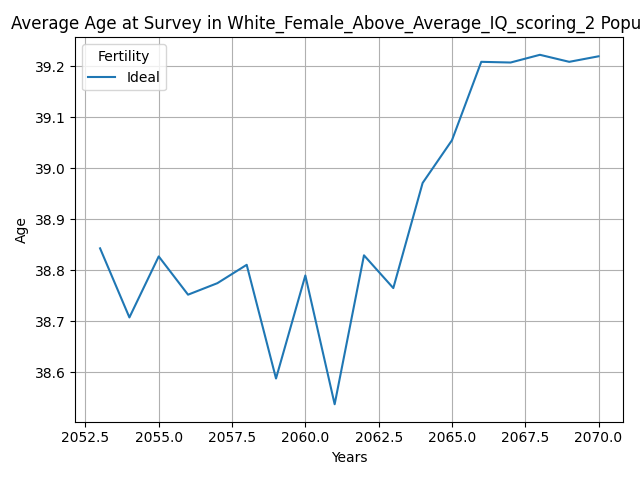 Average Age at Survey in White_Female_Above_Average_IQ_scoring_2 Popu
Fertility
Ideal
39.2
39.1
39.0
38.9
38.8
38.7
38.6
Age
2052.5 2055.0 2057.5 2060.0 2062.5 2065.0 2067.5 2070.0
Years